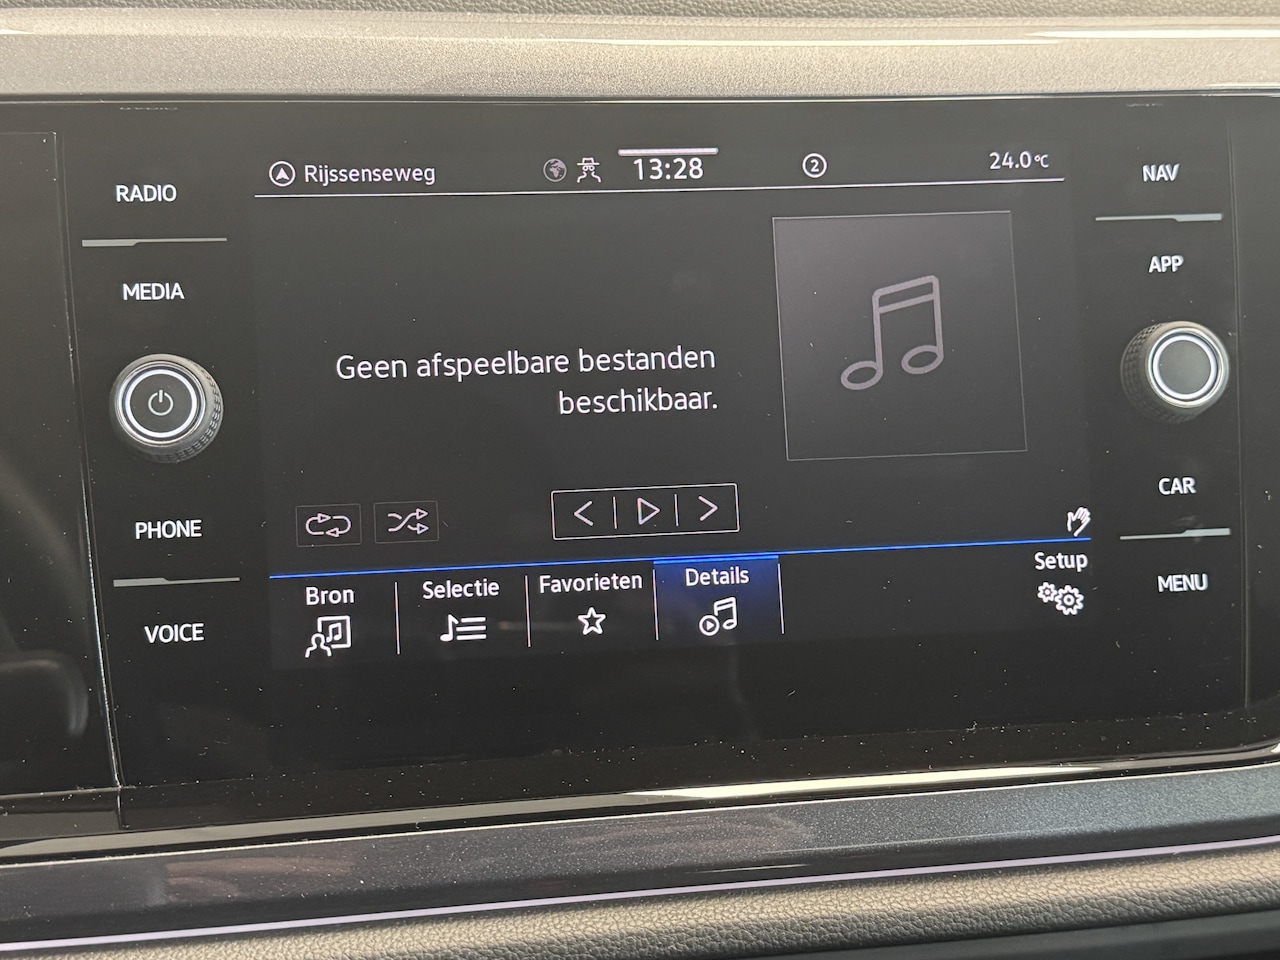 Rijssenseweg
13:28
2
24.0°C
RADIO
MEDIA
PHONE
VOICE
Geen afspeelbare bestanden
beschikbaar.
Bron
Selectie
Favorieten
Details
Setup
NAV
APP
CAR
MENU